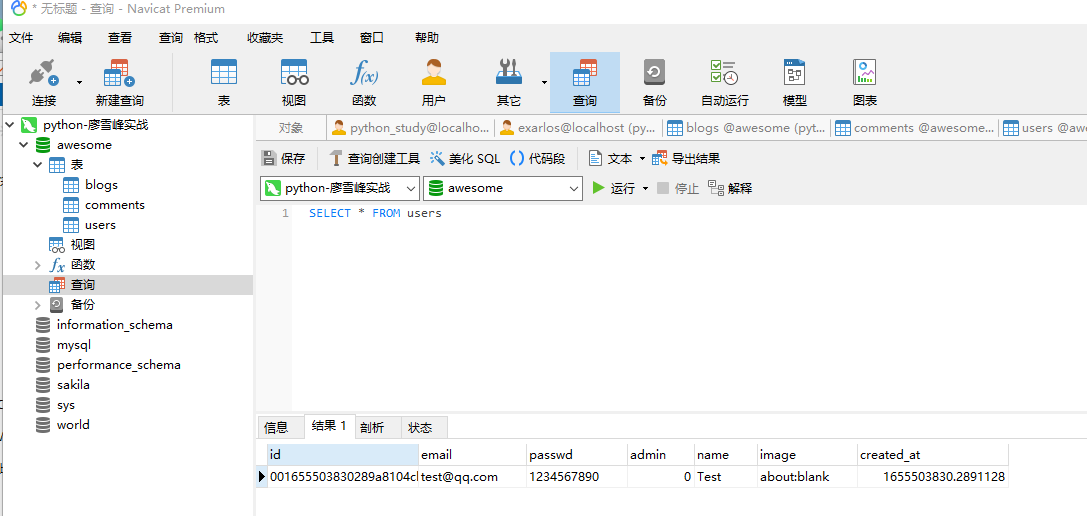 * 无标题 - 查询 - Navicat Premium
文件 编辑 查看 查询 格式 收藏夹 工具 窗口 帮助
连接 新建查询 表 视图 f(x) 函数 用户 其它 查询 备份 自动运行 模型 图表
python-廖雪峰实战
awesome
表
blogs
comments
users
视图
fx 函数
查询
备份
information_schema
mysql
performance_schema
sakila
sys
world
对象 python_study@localho... exarlos@localhost (pyt... blogs @awesome (pyt... comments @awesome... users @awe
保存 查询创建工具 美化 SQL () 代码段 文本 导出结果
python-廖雪峰实战 awesome 运行 停止 解释
1 SELECT * FROM users
信息 结果 1 剖析 状态
id email passwd admin name image created_at
001655503830289a8104cl test@qq.com 1234567890 0 Test about:blank 1655503830.2891128